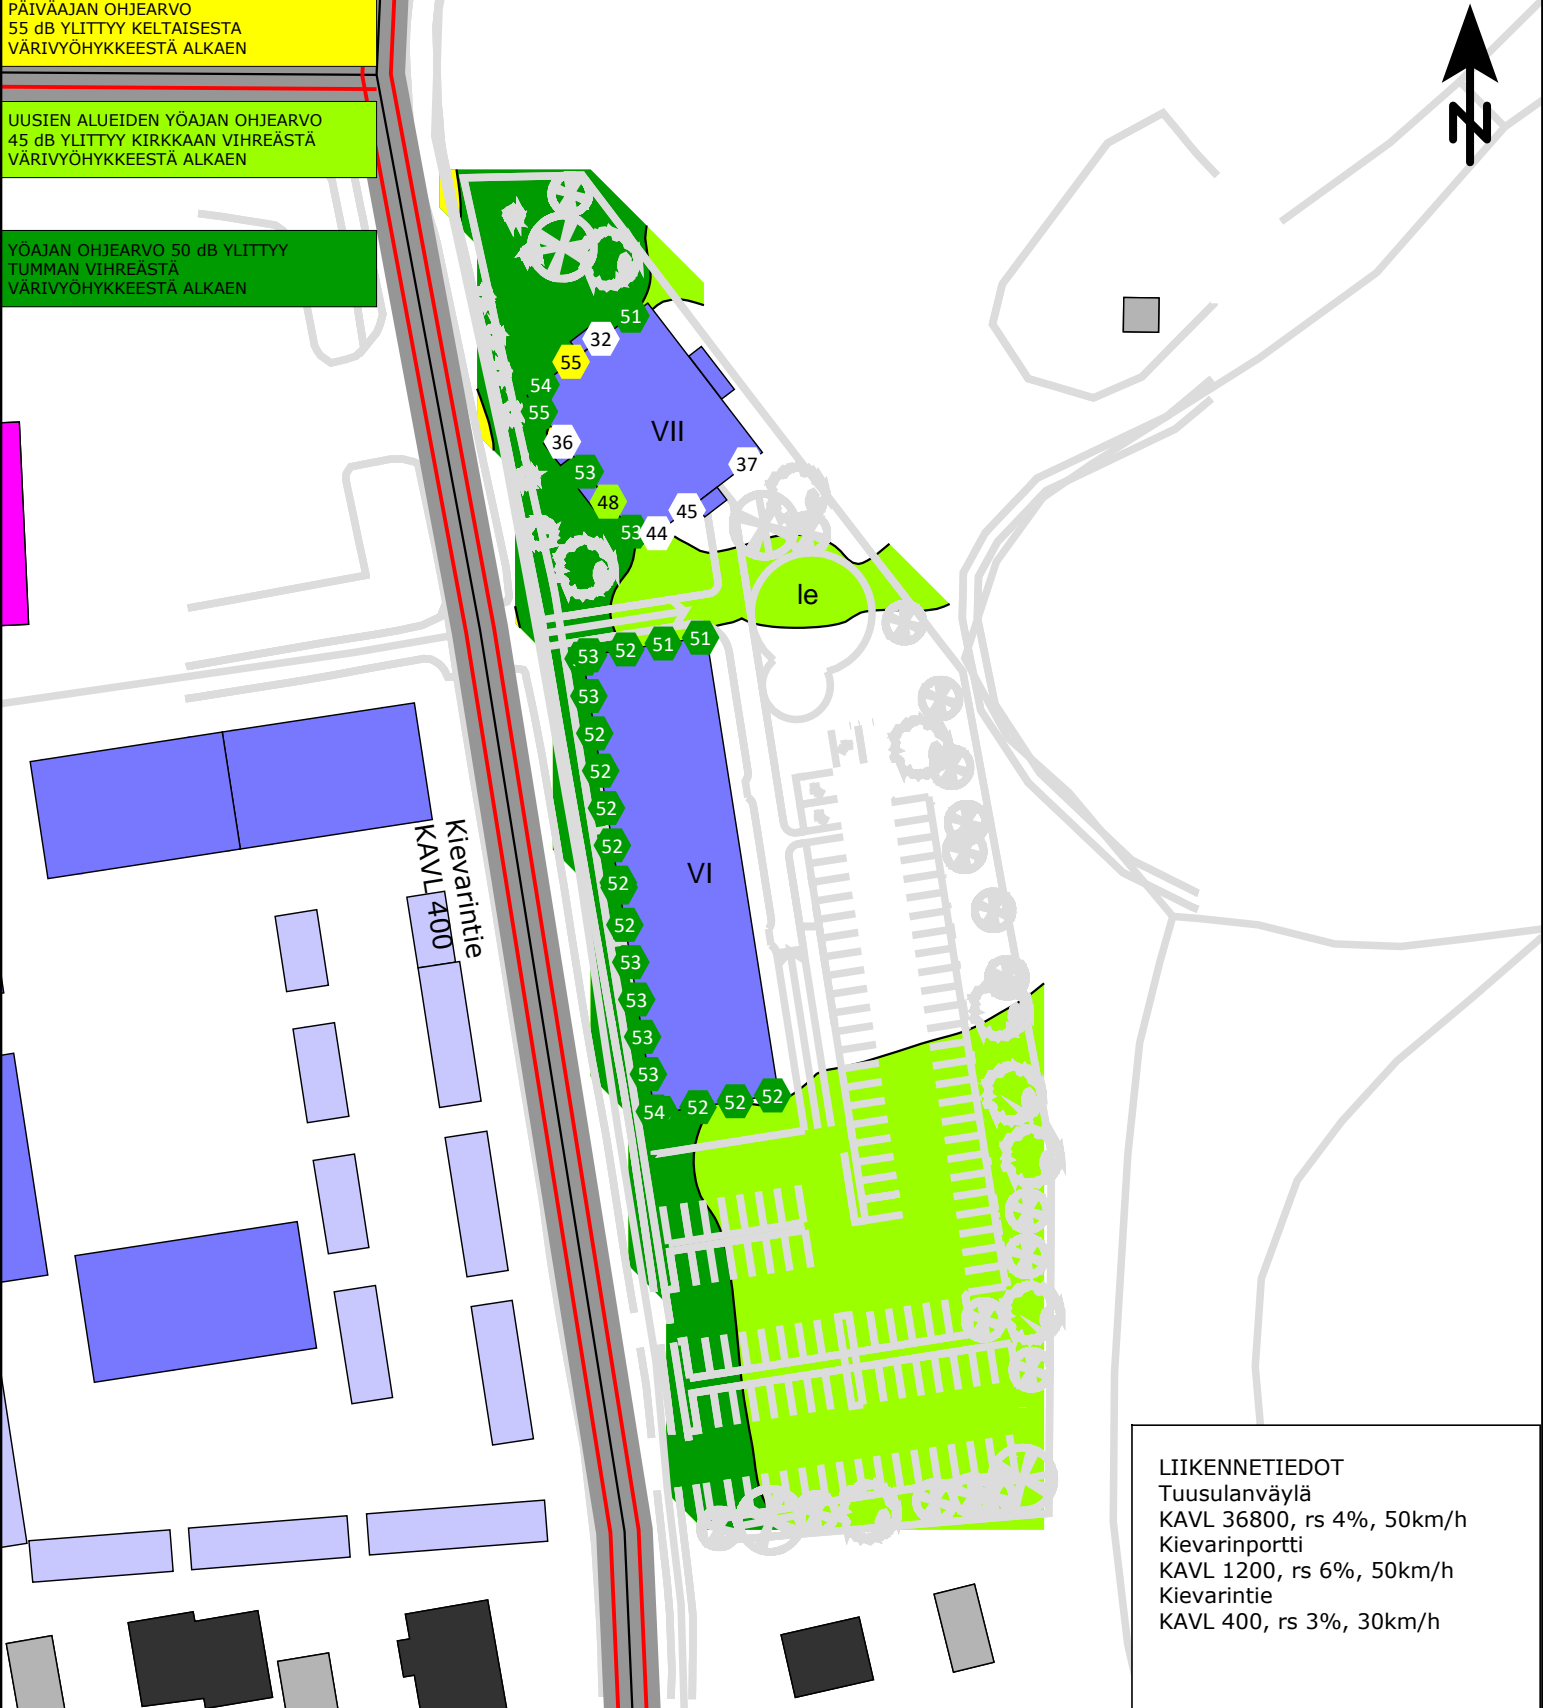 PÄIVÄAJAN OHJEARVO
55 dB YLITTYY KELTAISESTA
VÄRIVYÖHYKKEESTÄ ALKAEN
UUSIEN ALUEIDEN YÖAJAN OHJEARVO
45 dB YLITTYY KIRKKAAN VIHREÄSTÄ
VÄRIVYÖHYKKEESTÄ ALKAEN
YÖAJAN OHJEARVO 50 dB YLITTYY
TUMMAN VIHREÄSTÄ
VÄRIVYÖHYKKEESTÄ ALKAEN
N
51
32
55
54
55
36
VII
37
53
48
45
53
44
le
53
52
51
51
53
52
52
52
52
52
52
53
53
53
53
54
52
52
52
VI
Kievarintie
KAVL 400
LIIKENNETIEDOT
Tuusulanväylä
KAVL 36800, rs 4%, 50km/h
Kievarinportti
KAVL 1200, rs 6%, 50km/h
Kievarintie
KAVL 400, rs 3%, 30km/h